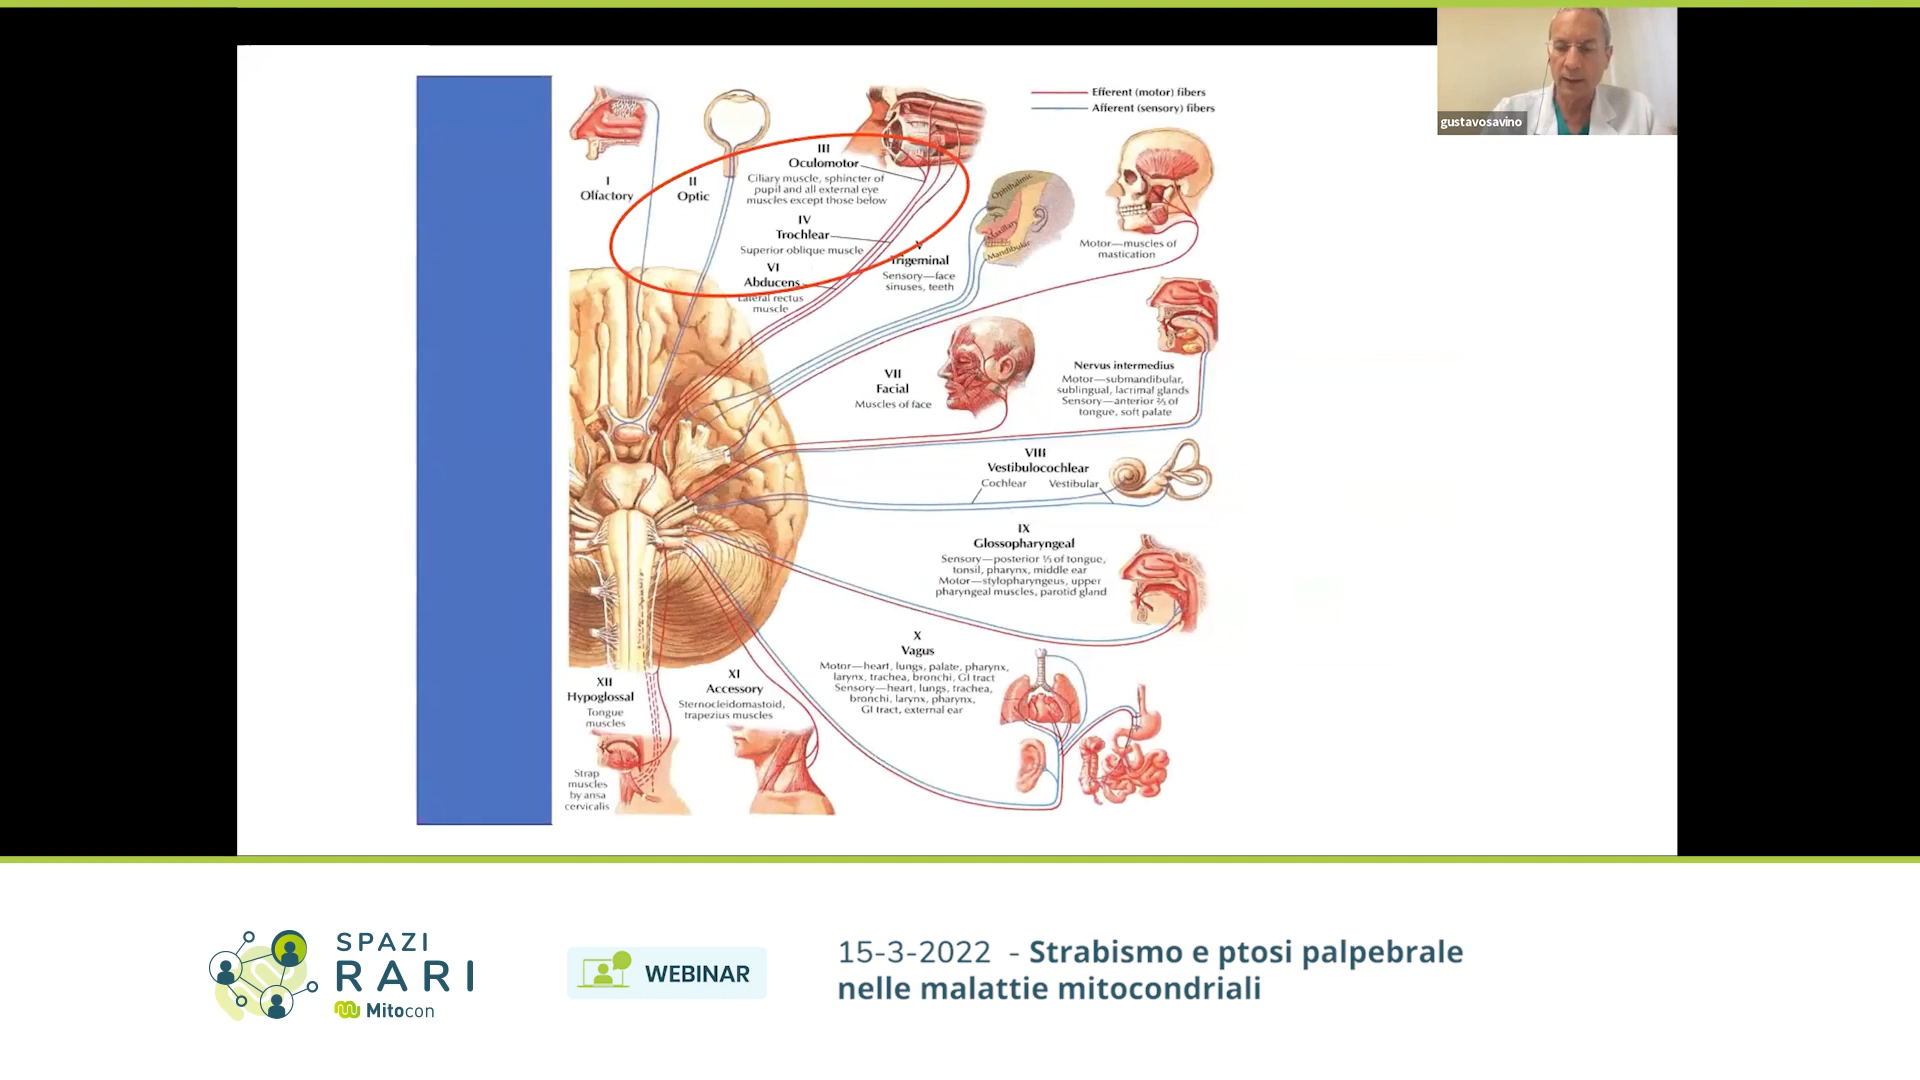 gustavosavino
Efferent (motor) fibers
Afferent (sensory) fibers
I
Olfactory
II
Optic
III
Oculomotor
Ciliary muscle, sphincter of
pupil and all external eye
muscles except those below
IV
Trochlear
Superior oblique muscle
VI
Abducens
Lateral rectus
muscle
V
Trigeminal
Sensory—face
sinuses, teeth
Ophthalmic
Maxillary
Mandibular
Motor—muscles of
mastication
VII
Facial
Muscles of face
Nervus intermedius
Motor—submandibular,
sublingual, lacrimal glands
Sensory—anterior ⅔ of
tongue, soft palate
VIII
Vestibulocochlear
Cochlear Vestibular
IX
Glossopharyngeal
Sensory—posterior ⅓ of tongue,
tonsil, pharynx, middle ear
Motor—stylopharyngeus, upper
pharyngeal muscles, parotid gland
X
Vagus
Motor—heart, lungs, palate, pharynx,
larynx, trachea, bronchi, GI tract
Sensory—heart, lungs, trachea,
bronchi, larynx, pharynx,
GI tract, external ear
XI
Accessory
Sternocleidomastoid,
trapezius muscles
XII
Hypoglossal
Tongue
muscles
Strap
muscles
by ansa
cervicalis
SPAZI
RARI
Mitocon
WEBINAR
15-3-2022 - Strabismo e ptosi palpebrale
nelle malattie mitocondriali